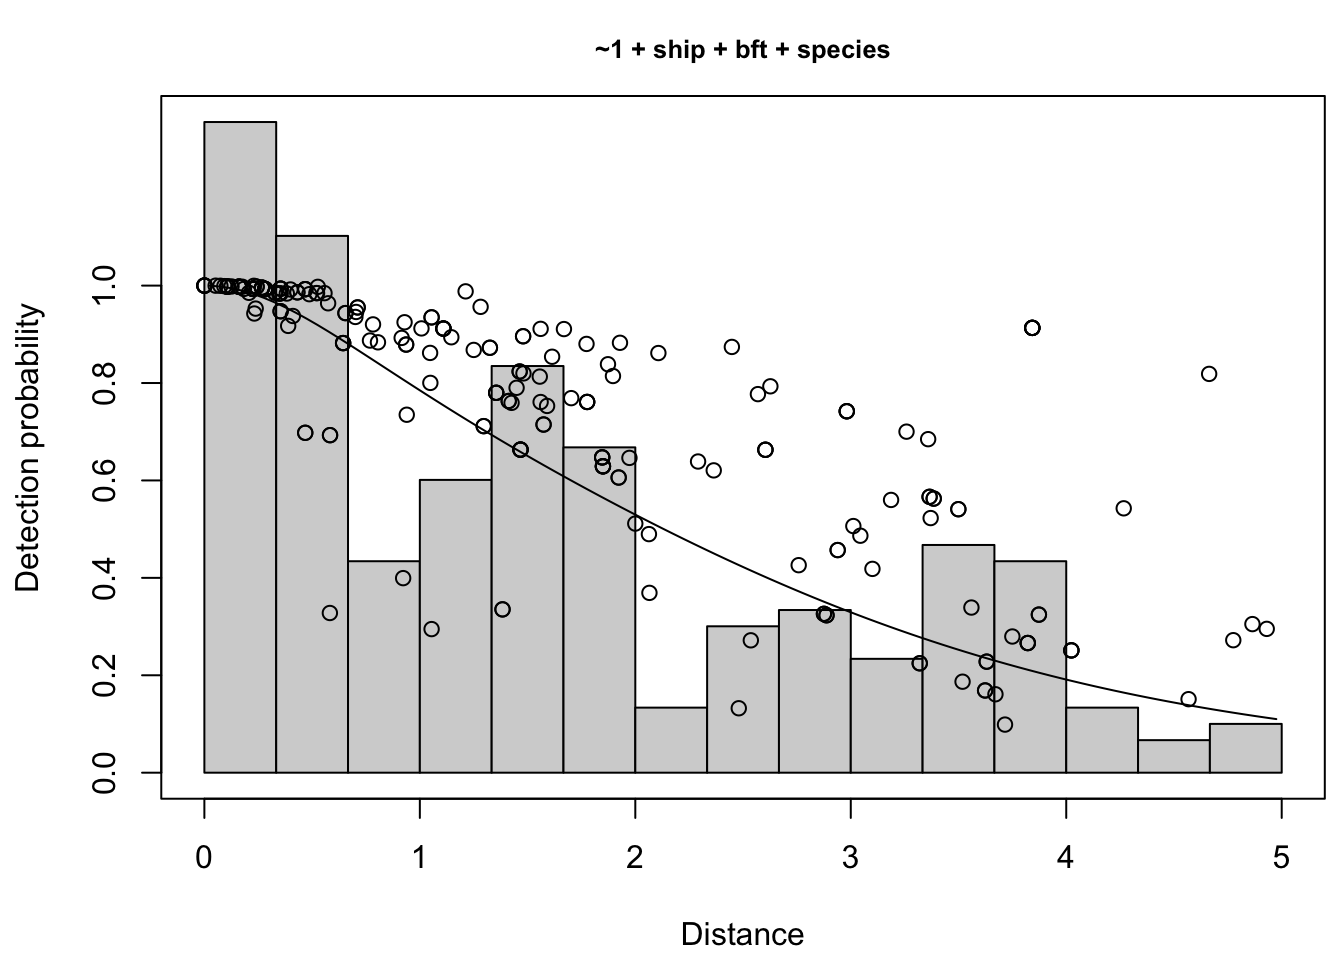 ~1 + ship + bft + species
Detection probability
1.0
0.8
0.6
0.4
0.2
0.0
0 1 2 3 4 5
Distance